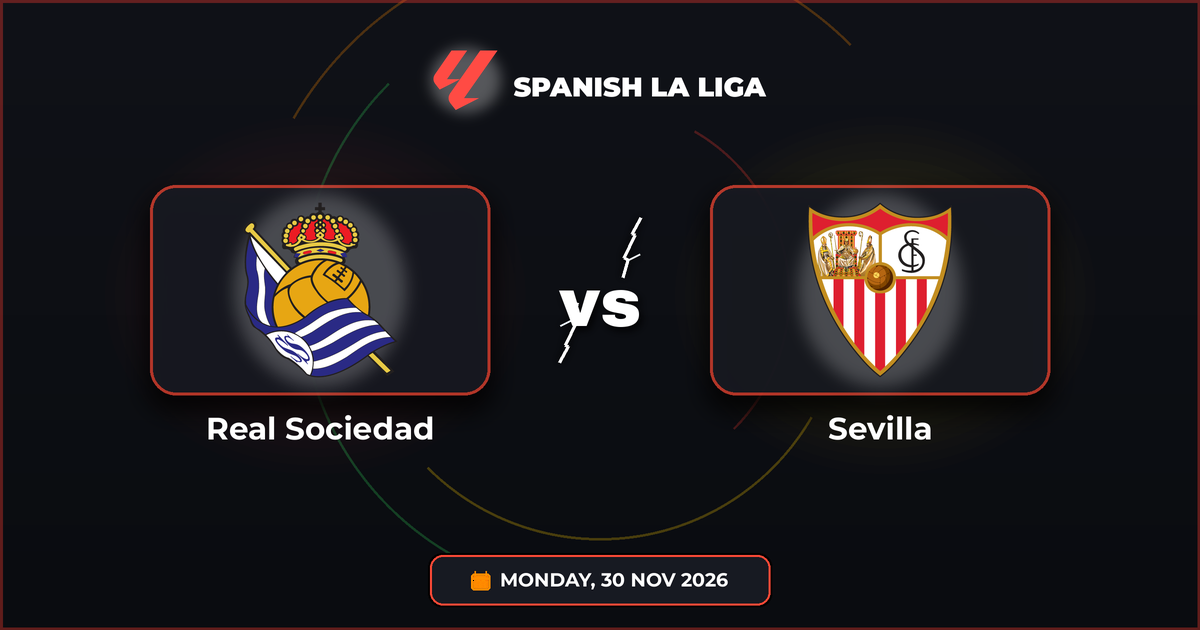 SPANISH LA LIGA
VS
Real Sociedad
Sevilla
MONDAY, 30 NOV 2026